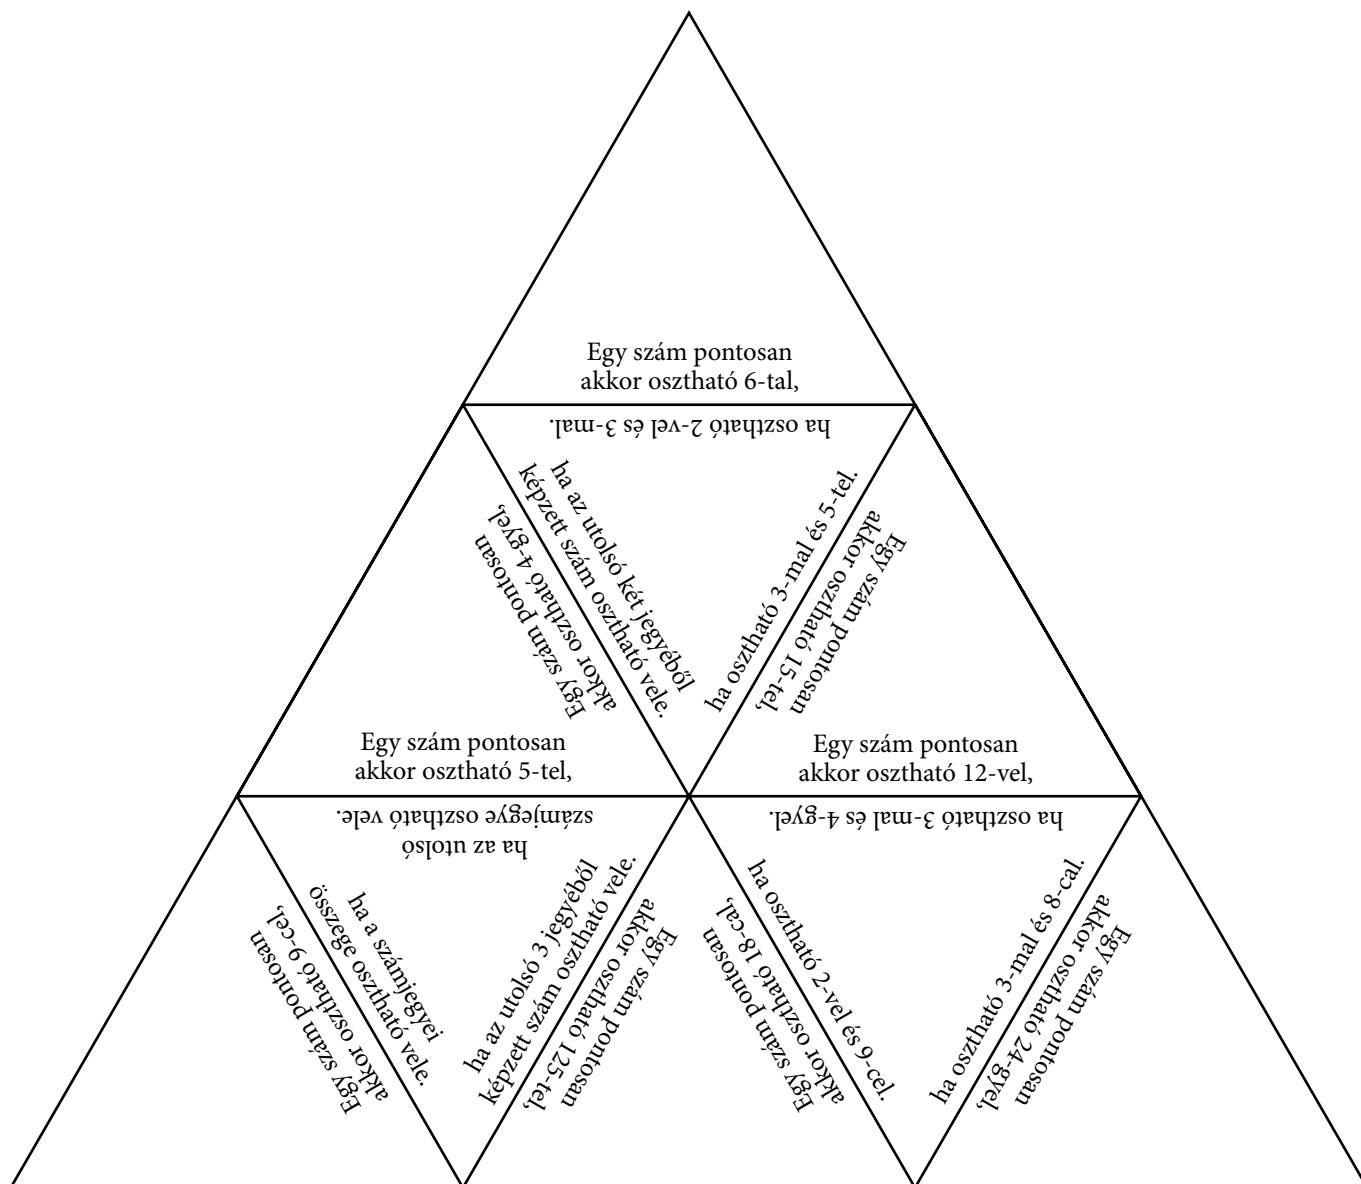 Egy szám pontosan
akkor osztható 6-tal,
ha osztható 2-vel és 3-mal.
ha az utolsó két jegyéből
képzett szám osztható vele.
Egy szám pontosan
akkor osztható 4-gyel,
ha osztható 3-mal és 5-tel.
Egy szám pontosan
akkor osztható 15-tel,
Egy szám pontosan
akkor osztható 5-tel,
Egy szám pontosan
akkor osztható 12-vel,
ha az utolsó
számjegye osztható vele.
ha osztható 3-mal és 4-gyel.
ha a számjegyei
összege osztható vele.
Egy szám pontosan
akkor osztható 9-cel,
ha az utolsó 3 jegyéből
képzett szám osztható vele.
Egy szám pontosan
akkor osztható 125-tel,
ha osztható 2-vel és 9-cel.
Egy szám pontosan
akkor osztható 18-cal,
ha osztható 3-mal és 8-cal.
Egy szám pontosan
akkor osztható 24-gyel,